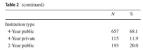 Table 2 (continued)
N %
Institution type
4-Year public 657 68.1
4-Year private 115 11.9
2-Year public 193 20.0